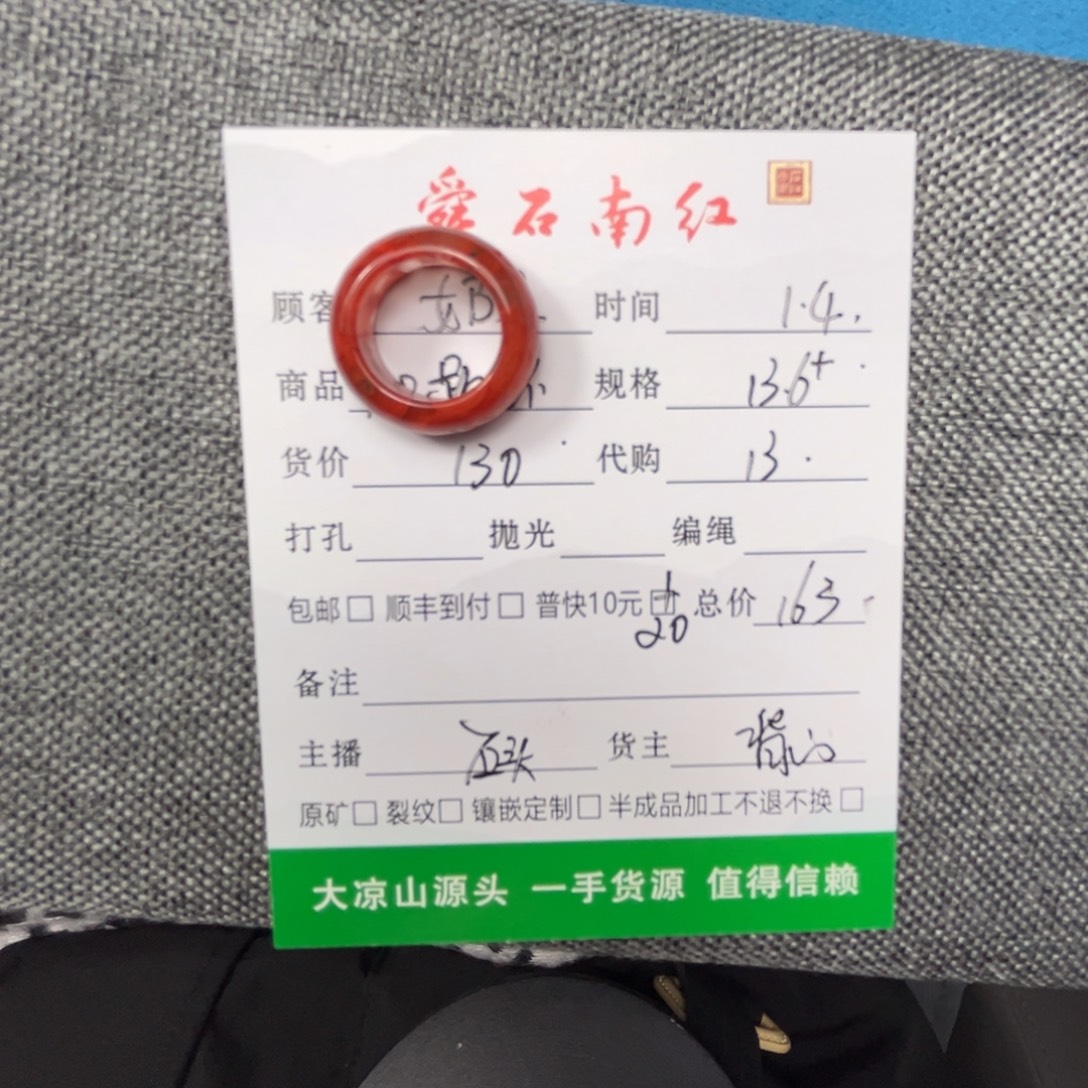 舜石南红
顾客 时间 1.4.
商品 规格 13.6+
货价 130 代购 13.
打孔 抛光 编绳
包邮□ 顺丰到付□ 普快10元☑ 总价 163
20
备注
主播 石头 货主
原矿□ 裂纹□ 镶嵌定制□ 半成品加工不退不换□
大凉山源头 一手货源 值得信赖